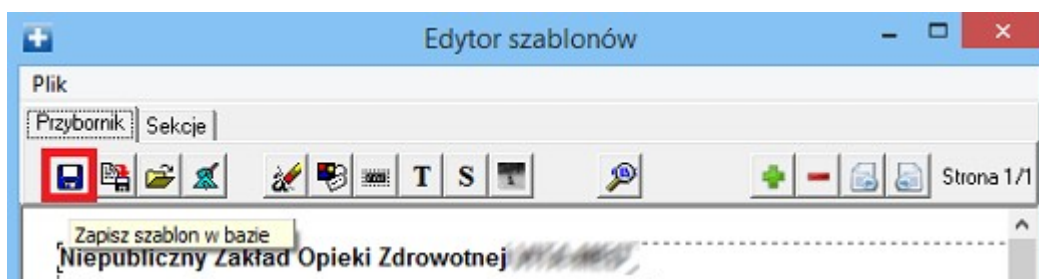 Edytor szablonów
Plik
Przybornik Sekcje
T S Strona 1/1
Zapisz szablon w bazie
Niepubliczny Zakład Opieki Zdrowotnej